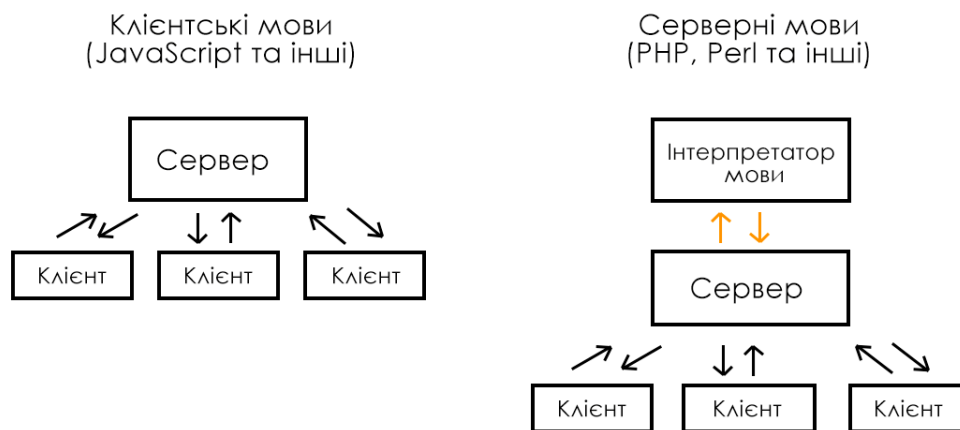 Клієнтські мови
(JavaScript та інші)
Сервер
Клієнт
Клієнт
Клієнт
Серверні мови
(PHP, Perl та інші)
Інтерпретатор
мови
Сервер
Клієнт
Клієнт
Клієнт